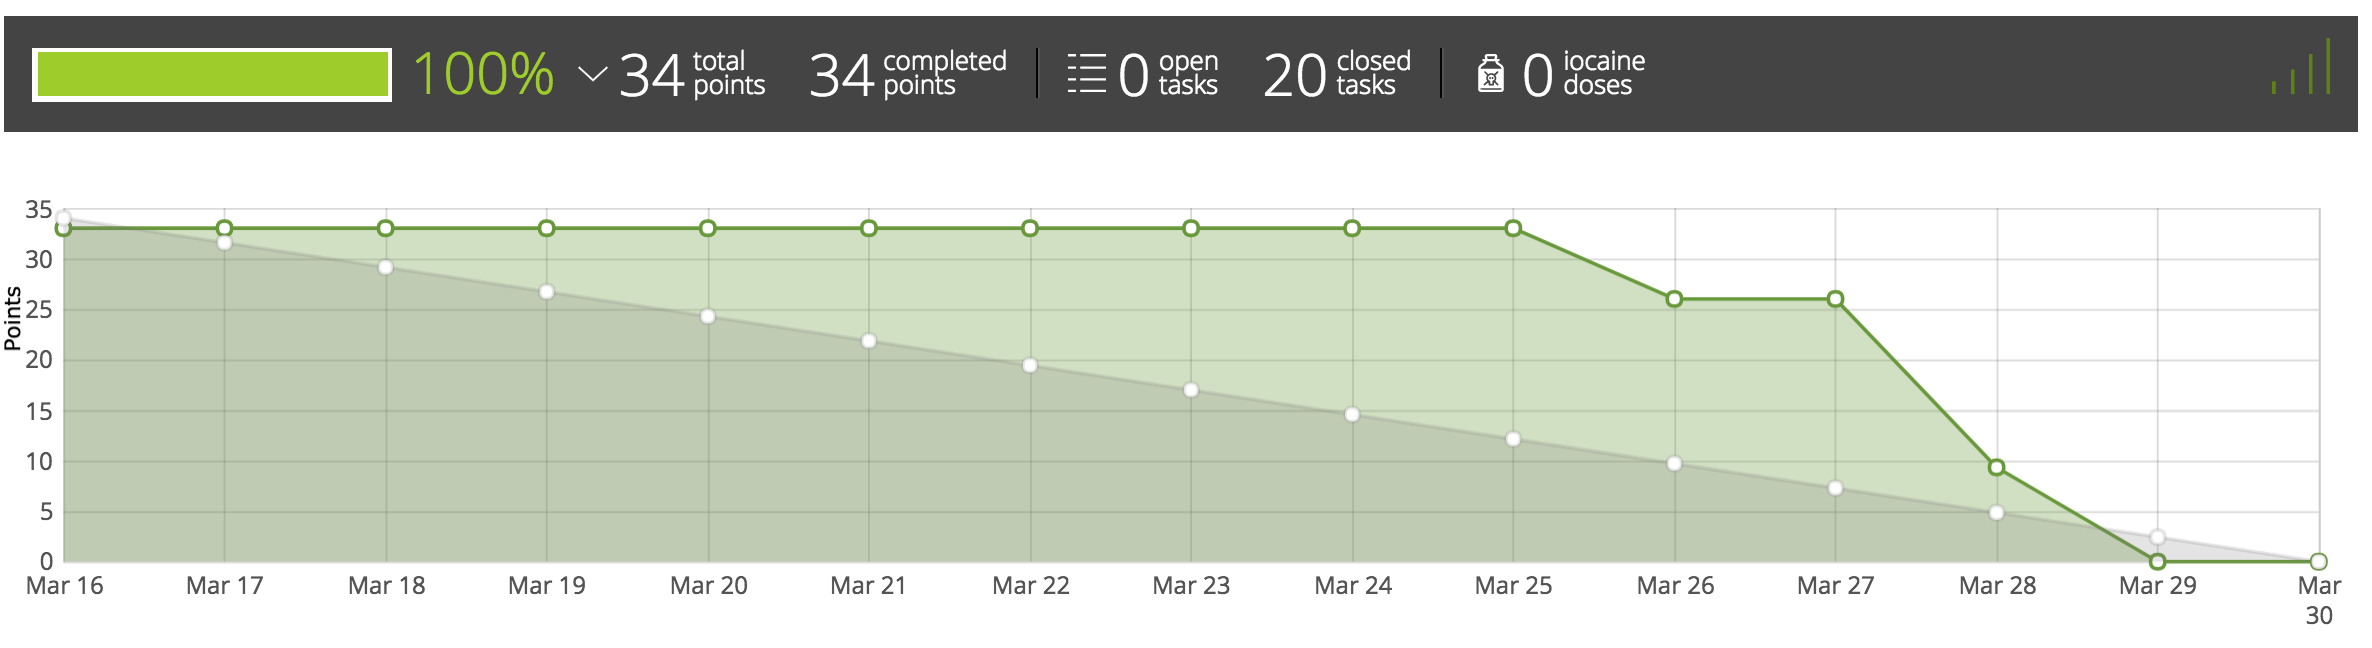 100% 34 total points 34 completed points 0 open tasks 20 closed tasks 0 iocaine doses
35
30
25
20
15
10
5
0
Points
Mar 16 Mar 17 Mar 18 Mar 19 Mar 20 Mar 21 Mar 22 Mar 23 Mar 24 Mar 25 Mar 26 Mar 27 Mar 28 Mar 29 Mar 30